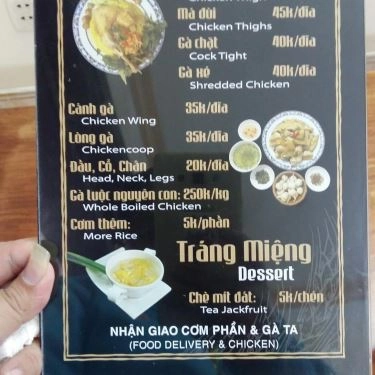 Chicken Thigh
Má đùi 45k/đĩa
Chicken Thighs
Gà chặt 40k/đĩa
Cock Tight
Gà xé 40k/đĩa
Shredded Chicken
Cánh gà 35k/đĩa
Chicken Wing
Lòng gà 35k/đĩa
Chickencoop
Đầu, Cổ, Chân 20k/đĩa
Head, Neck, Legs
Gà luộc nguyên con: 250k/kg
Whole Boiled Chicken
Cơm thêm: 5k/phần
More Rice
Tráng Miệng
Dessert
Chè mít đát: 5k/chén
Tea Jackfruit
NHẬN GIAO CƠM PHẦN & GÀ TA
(FOOD DELIVERY & CHICKEN)